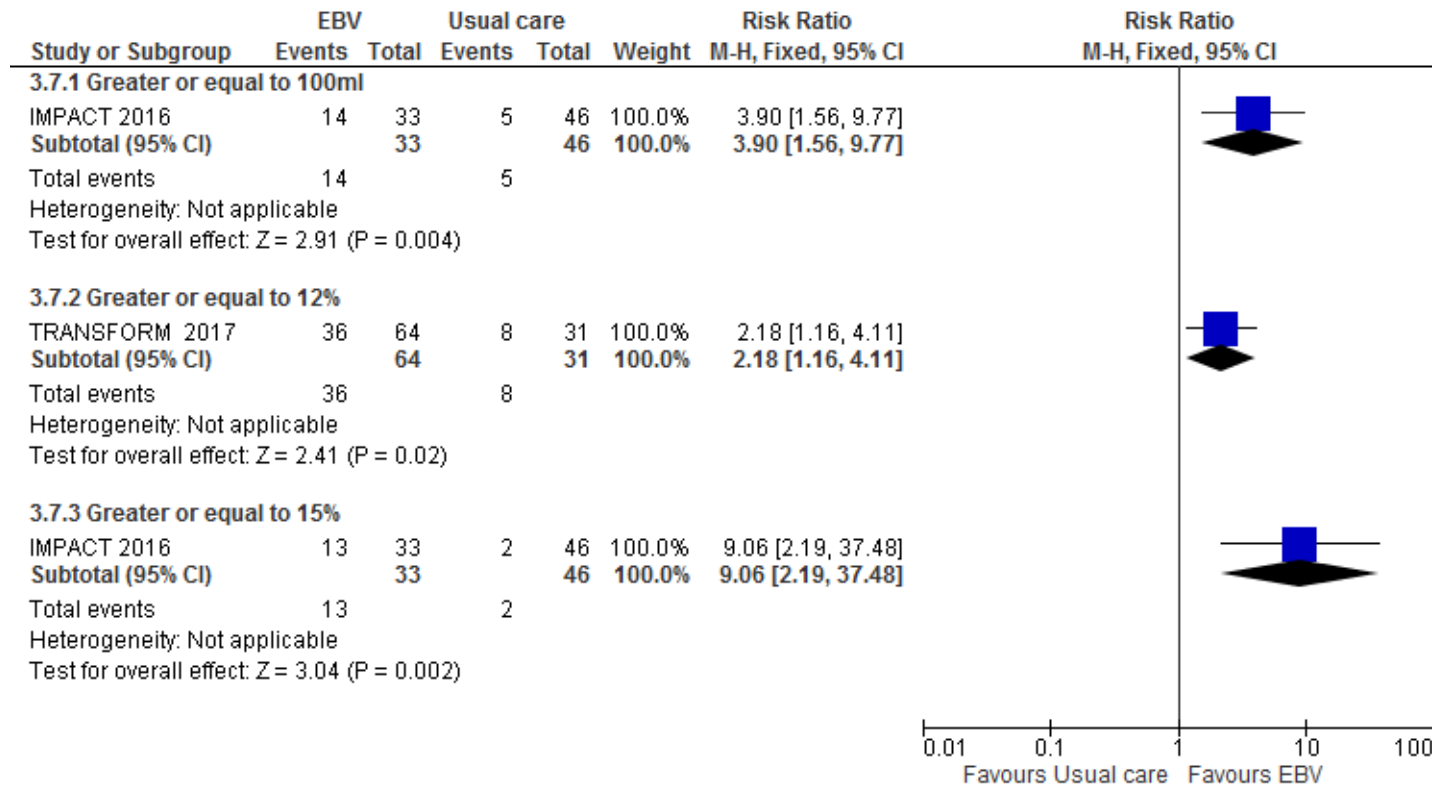 EBV Usual care Risk Ratio Risk Ratio
Study or Subgroup Events Total Events Total Weight M-H, Fixed, 95% CI M-H, Fixed, 95% CI
3.7.1 Greater or equal to 100ml
IMPACT 2016 14 33 5 46 100.0% 3.90 [1.56, 9.77]
Subtotal (95% CI) 33 46 100.0% 3.90 [1.56, 9.77]
Total events 14 5
Heterogeneity: Not applicable
Test for overall effect: Z = 2.91 (P = 0.004)
3.7.2 Greater or equal to 12%
TRANSFORM 2017 36 64 8 31 100.0% 2.18 [1.16, 4.11]
Subtotal (95% CI) 64 31 100.0% 2.18 [1.16, 4.11]
Total events 36 8
Heterogeneity: Not applicable
Test for overall effect: Z = 2.41 (P = 0.02)
3.7.3 Greater or equal to 15%
IMPACT 2016 13 33 2 46 100.0% 9.06 [2.19, 37.48]
Subtotal (95% CI) 33 46 100.0% 9.06 [2.19, 37.48]
Total events 13 2
Heterogeneity: Not applicable
Test for overall effect: Z = 3.04 (P = 0.002)
0.01 0.1 1 10 100
Favours Usual care Favours EBV